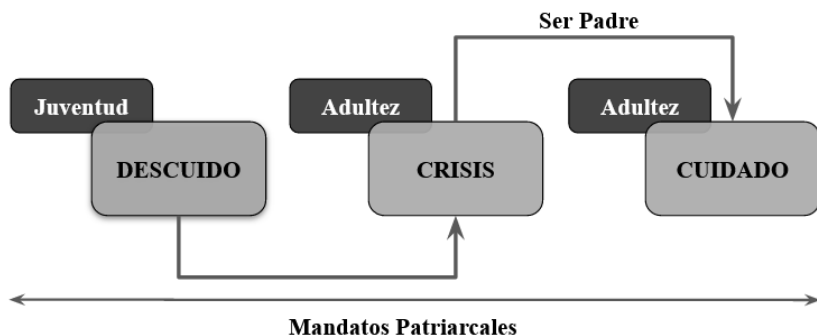 Ser Padre
Juventud
Adultez
Adultez
DESCUIDO
CRISIS
CUIDADO
Mandatos Patriarcales